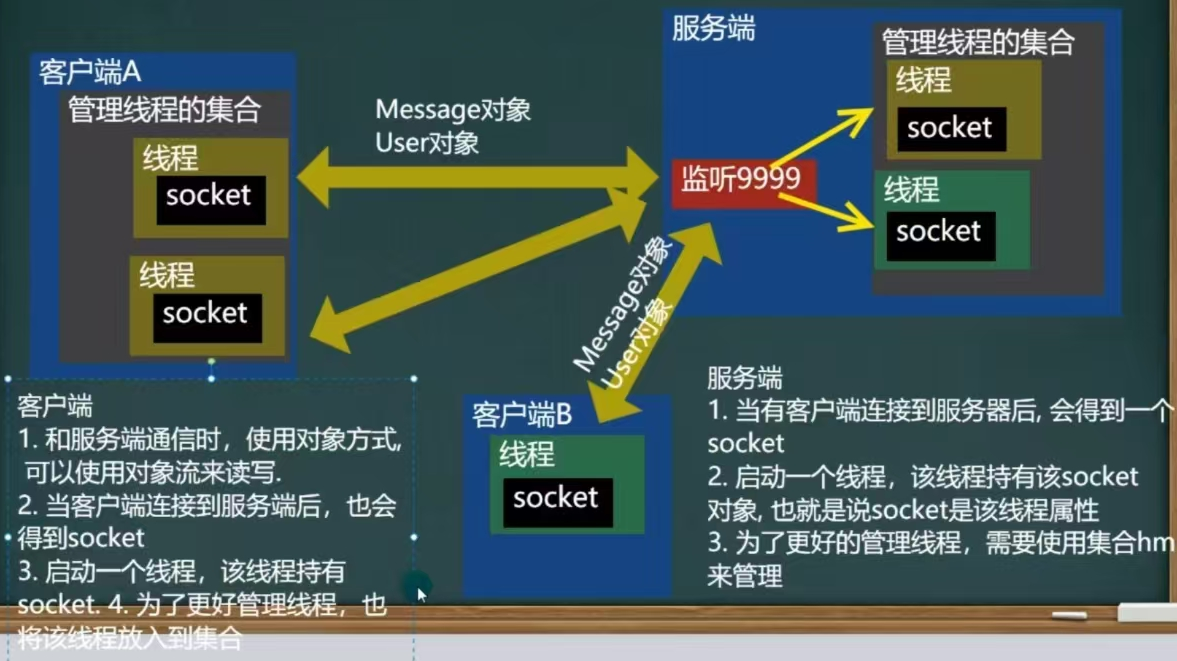 客户端A
管理线程的集合
线程
socket
线程
socket
Message对象
User对象
服务端
管理线程的集合
线程
socket
监听9999
线程
socket
Message对象
User对象
客户端B
线程
socket
客户端
1. 和服务端通信时，使用对象方式,
可以使用对象流来读写.
2. 当客户端连接到服务端后，也会
得到socket
3. 启动一个线程，该线程持有
socket. 4. 为了更好管理线程，也
将该线程放入到集合
服务端
1. 当有客户端连接到服务器后, 会得到一个
socket
2. 启动一个线程，该线程持有该socket
对象, 也就是说socket是该线程属性
3. 为了更好的管理线程，需要使用集合hm
来管理